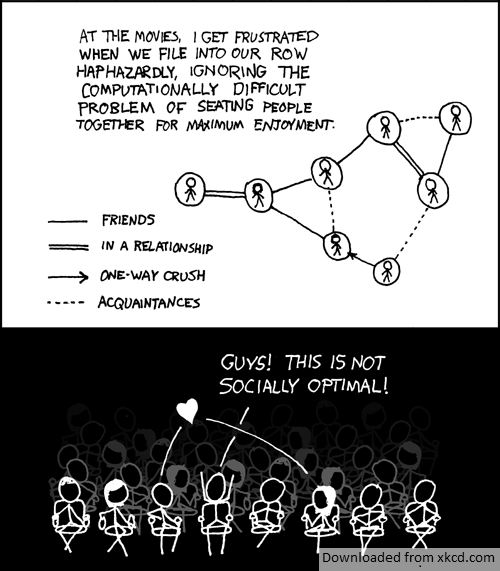 AT THE MOVIES, I GET FRUSTRATED
WHEN WE FILE INTO OUR ROW
HAPHAZARDLY, IGNORING THE
COMPUTATIONALLY DIFFICULT
PROBLEM OF SEATING PEOPLE
TOGETHER FOR MAXIMUM ENJOYMENT.
FRIENDS
IN A RELATIONSHIP
ONE-WAY CRUSH
ACQUAINTANCES
GUYS! THIS IS NOT
SOCIALLY OPTIMAL!
Downloaded from xkcd.com